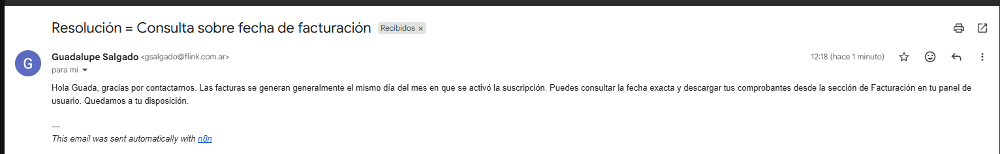 Resolución = Consulta sobre fecha de facturación Recibidos x
G
Guadalupe Salgado <gsalgado@flink.com.ar> 12:18 (hace 1 minuto)
para mí
Hola Guada, gracias por contactarnos. Las facturas se generan generalmente el mismo día del mes en que se activó la suscripción. Puedes consultar la fecha exacta y descargar tus comprobantes desde la sección de Facturación en tu panel de
usuario. Quedamos a tu disposición.
---
This email was sent automatically with n8n